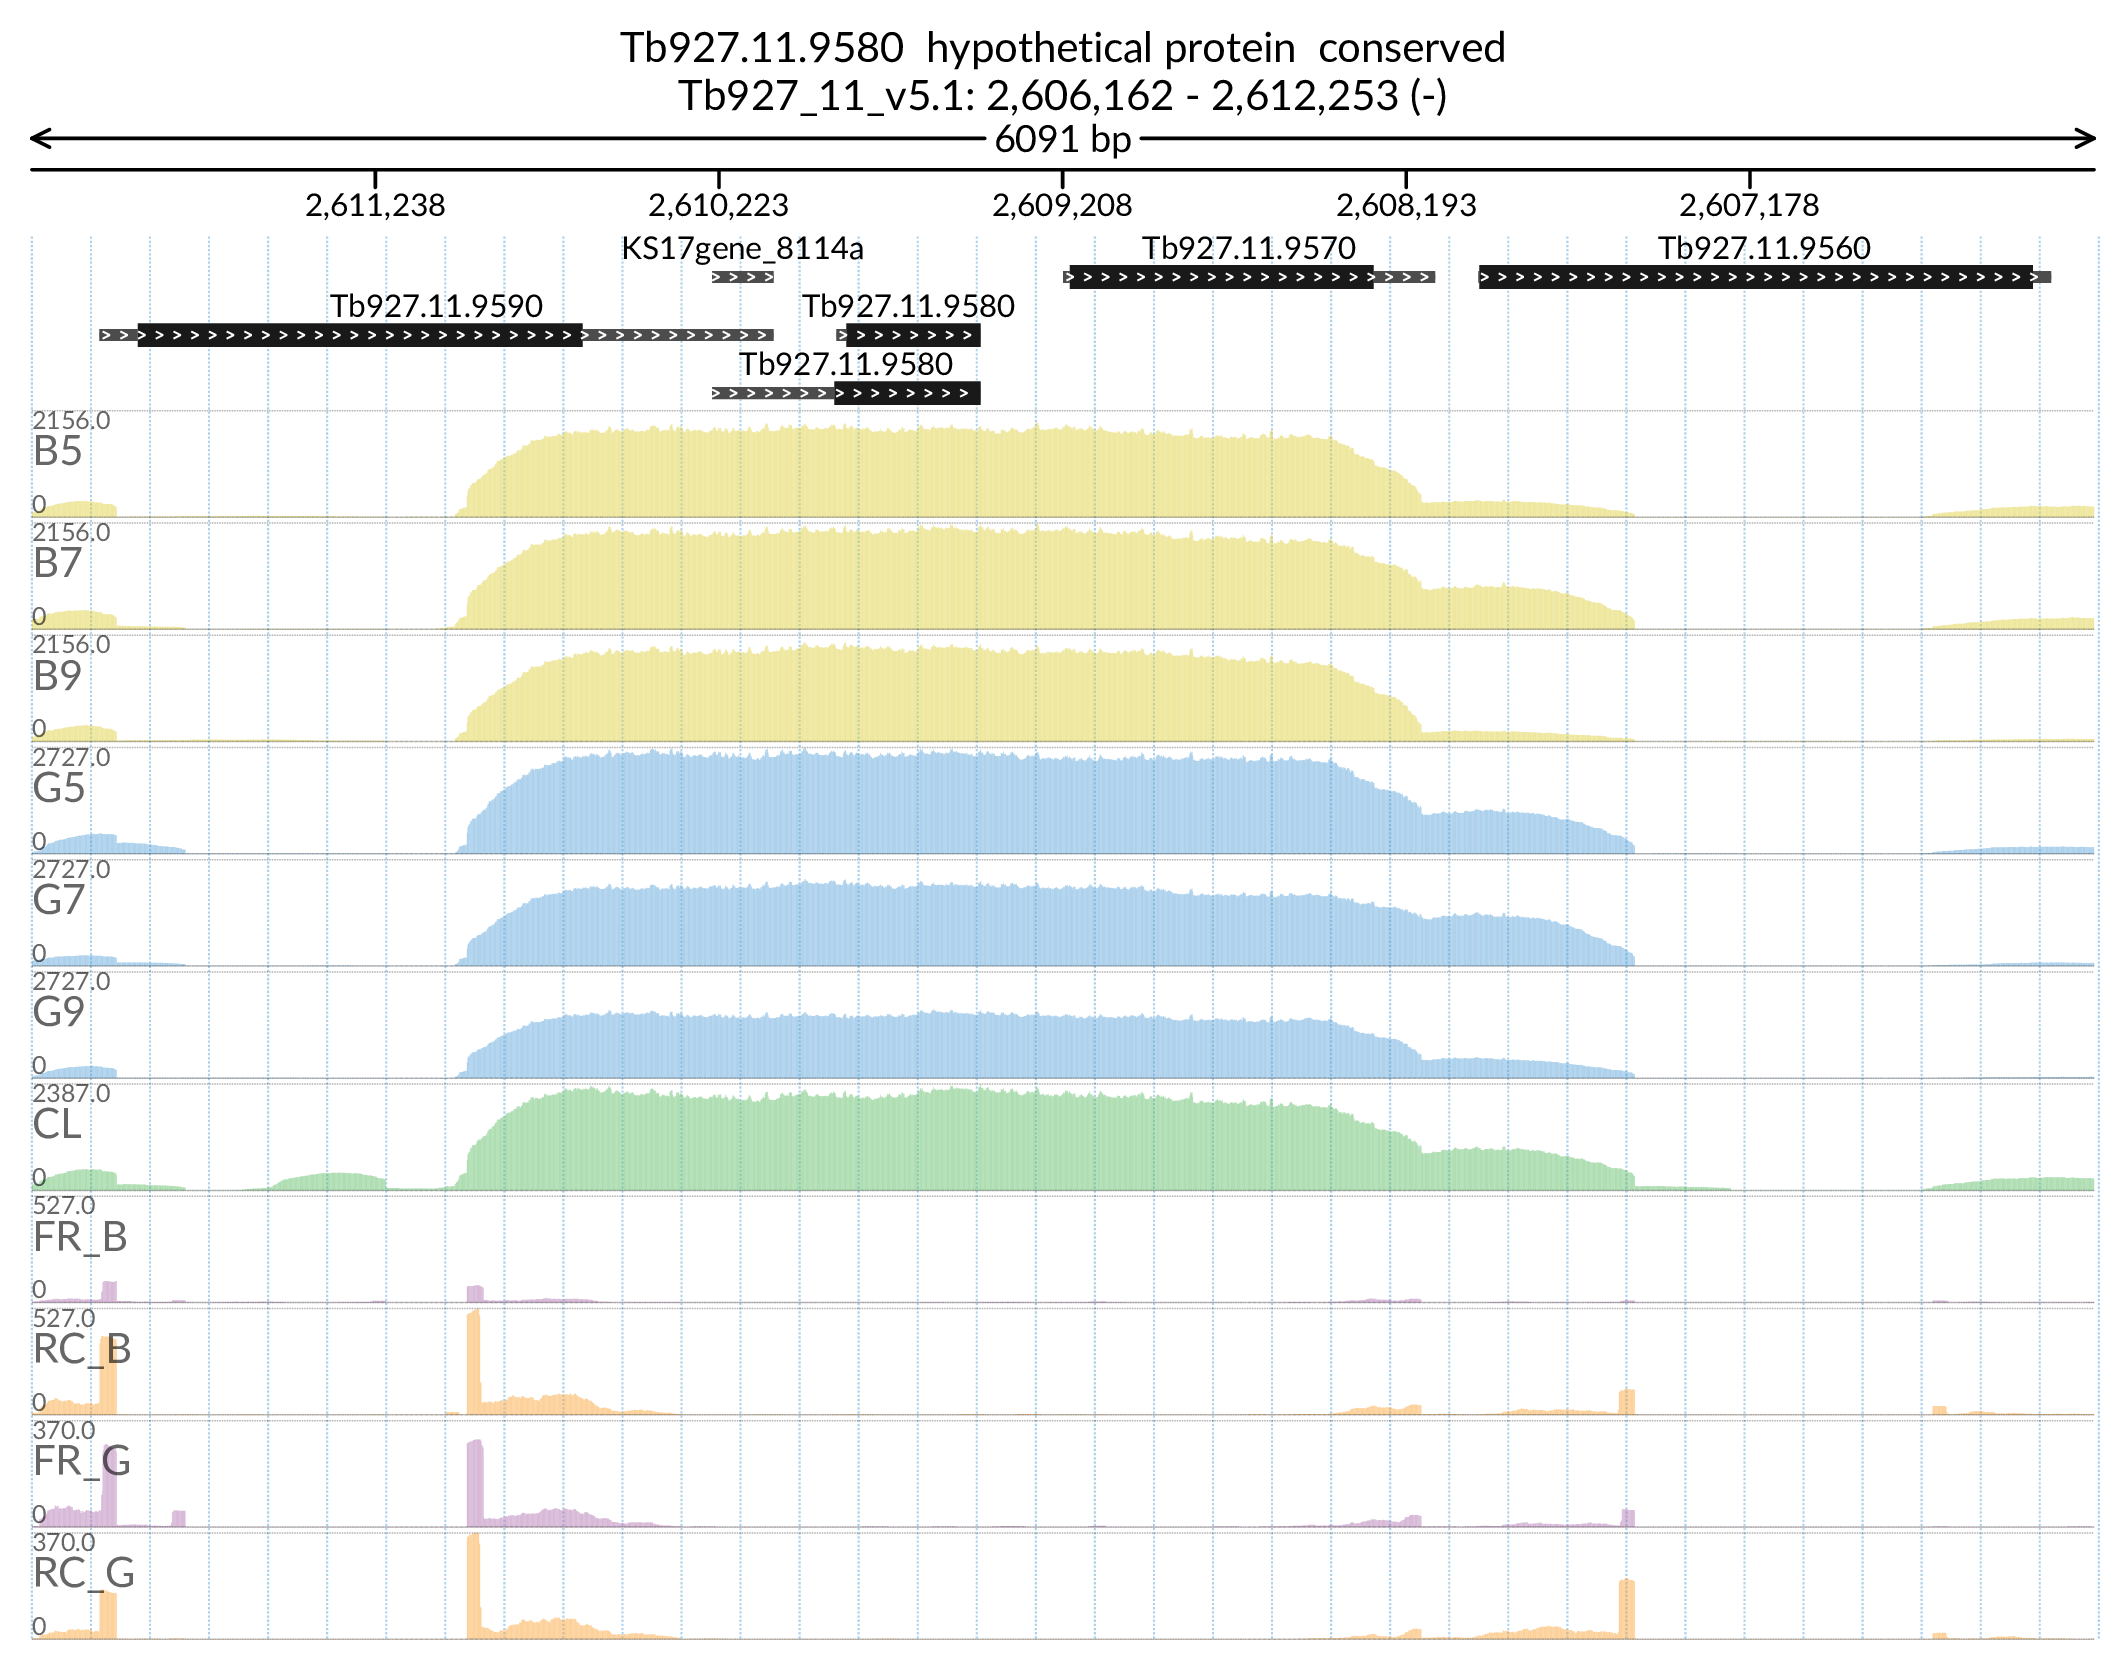 Tb927.11.9580  hypothetical protein  conserved
Tb927_11_v5.1: 2,606,162 - 2,612,253 (-)
6091 bp
2,611,238 2,610,223 2,609,208 2,608,193 2,607,178
KS17gene_8114a Tb927.11.9570 Tb927.11.9560
Tb927.11.9590 Tb927.11.9580
Tb927.11.9580
2156.0
B5
0
2156.0
B7
0
2156.0
B9
0
2727.0
G5
0
2727.0
G7
0
2727.0
G9
0
2387.0
CL
0
527.0
FR_B
0
527.0
RC_B
0
370.0
FR_G
0
370.0
RC_G
0